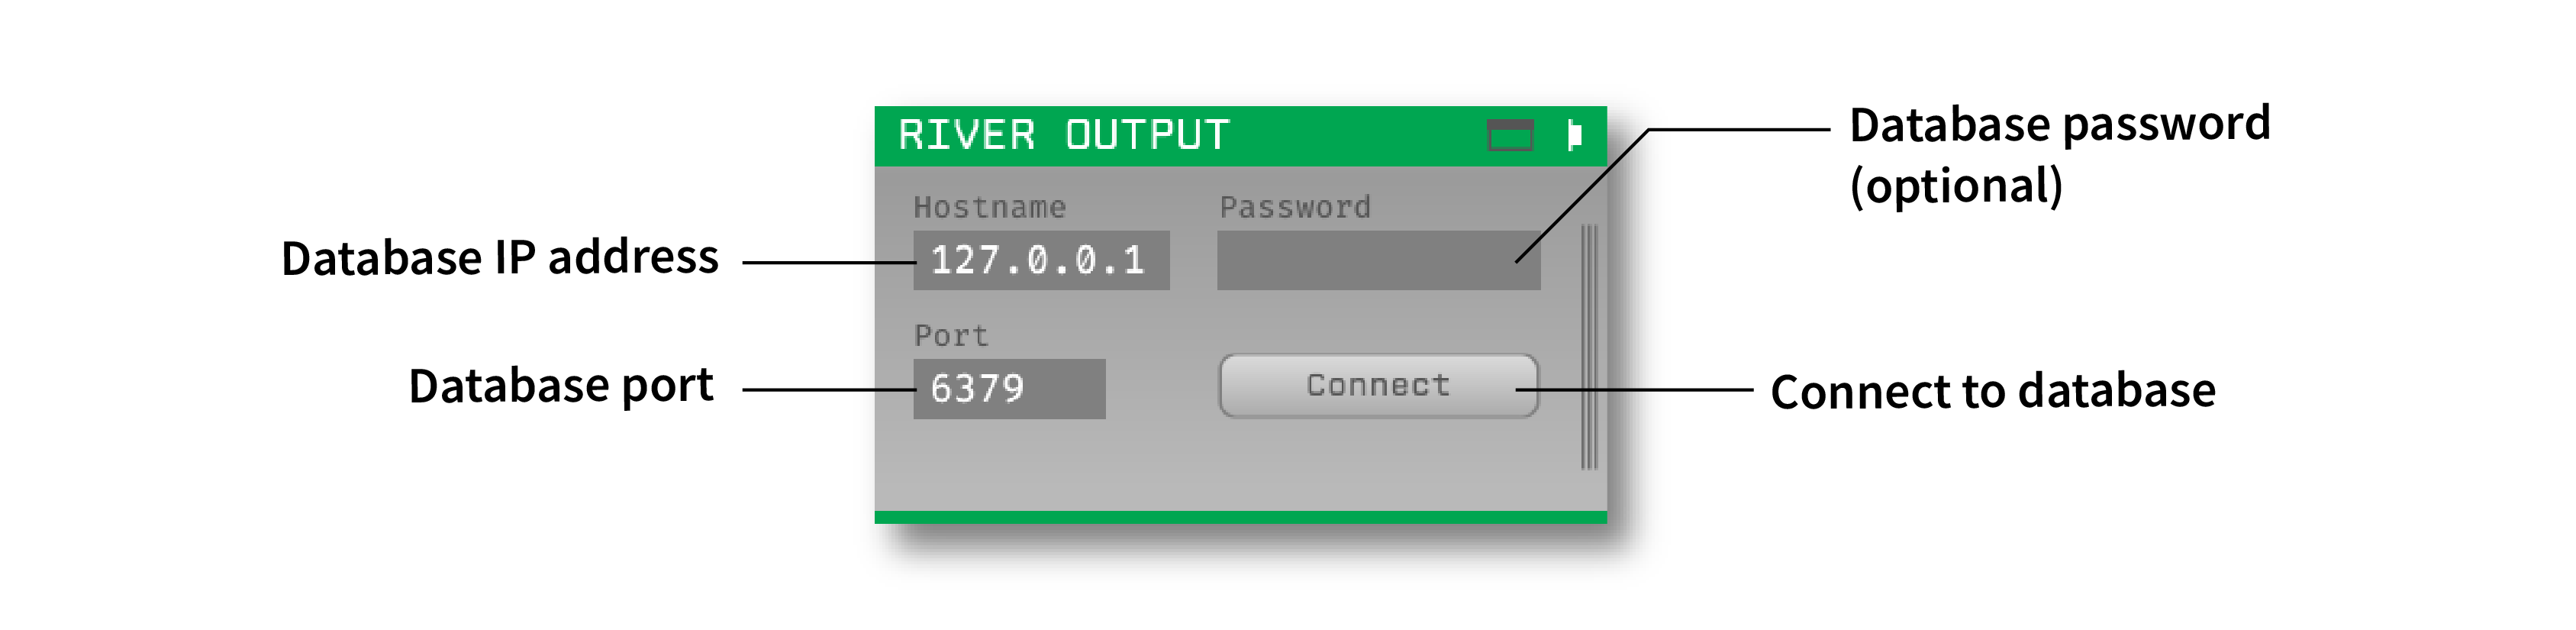 RIVER OUTPUT
Database password
(optional)
Hostname
Password
Database IP address
127.0.0.1
Port
Database port
6379
Connect
Connect to database